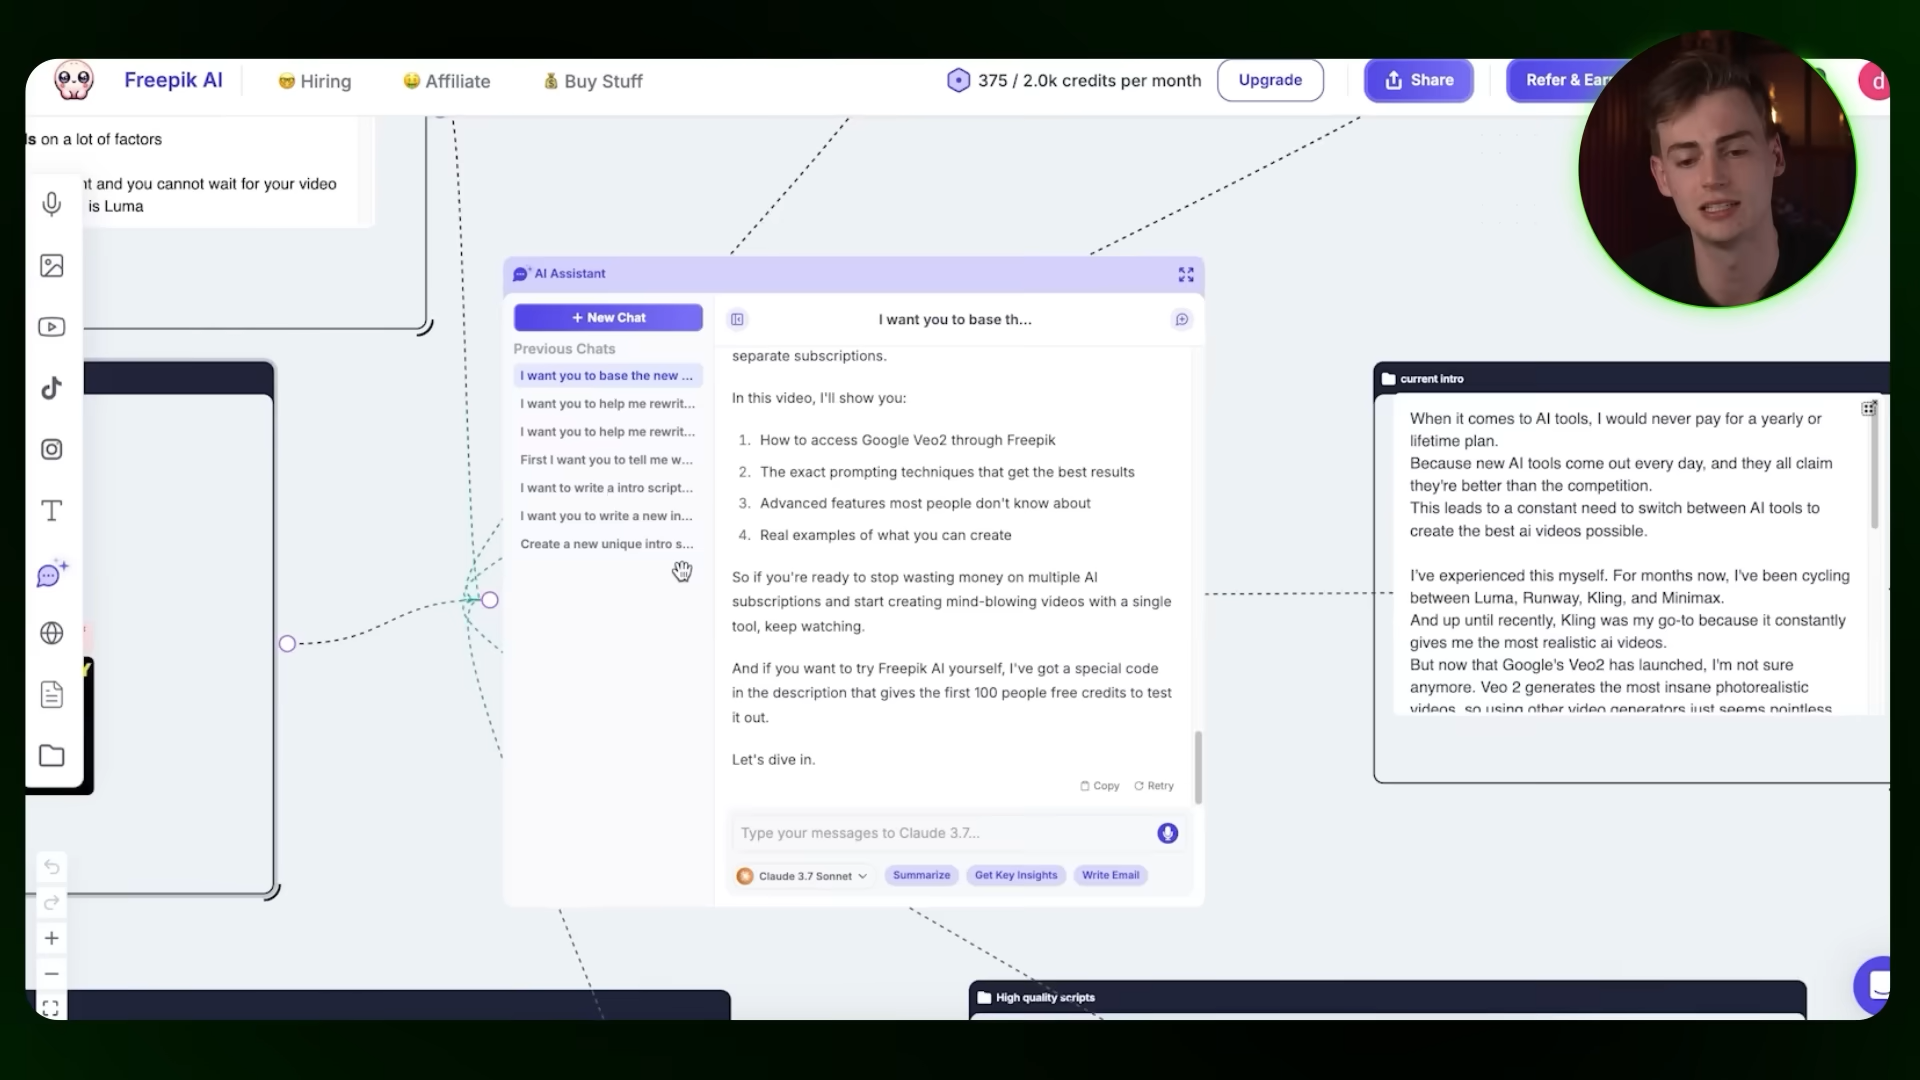 Freepik AI
🤓 Hiring
🤑 Affiliate
💰 Buy Stuff
375 / 2.0k credits per month
Upgrade
Share
Refer &
d
on a lot of factors
and you cannot wait for your video
is Luma
AI Assistant
+ New Chat
Previous Chats
I want you to base the new ...
I want you to help me rewrit...
I want you to help me rewrit...
First I want you to tell me w...
I want to write a intro script...
I want you to write a new in...
Create a new unique intro s...
I want you to base th...
separate subscriptions.
In this video, I'll show you:
1. How to access Google Veo2 through Freepik
2. The exact prompting techniques that get the best results
3. Advanced features most people don't know about
4. Real examples of what you can create
So if you're ready to stop wasting money on multiple AI
subscriptions and start creating mind-blowing videos with a single
tool, keep watching.
And if you want to try Freepik AI yourself, I've got a special code
in the description that gives the first 100 people free credits to test
it out.
Let's dive in.
Copy
Retry
Type your messages to Claude 3.7...
Claude 3.7 Sonnet
Summarize
Get Key Insights
Write Email
current intro
When it comes to AI tools, I would never pay for a yearly or
lifetime plan.
Because new AI tools come out every day, and they all claim
they're better than the competition.
This leads to a constant need to switch between AI tools to
create the best ai videos possible.
I've experienced this myself. For months now, I've been cycling
between Luma, Runway, Kling, and Minimax.
And up until recently, Kling was my go-to because it constantly
gives me the most realistic ai videos.
But now that Google's Veo2 has launched, I'm not sure
anymore. Veo 2 generates the most insane photorealistic
videos, so using other video generators just seems pointless
High quality scripts